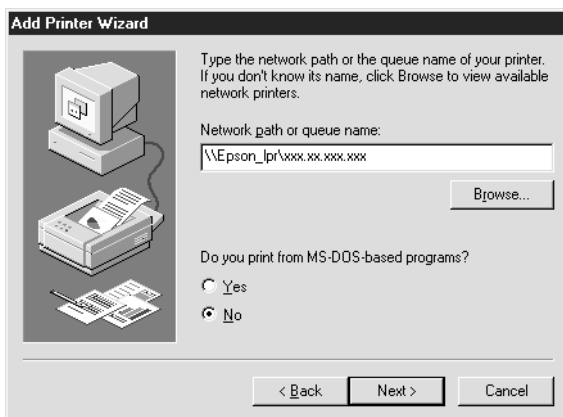 Add Printer Wizard
Type the network path or the queue name of your printer.
If you don't know its name, click Browse to view available
network printers.
Network path or queue name:
\\Epson_lpr\xxx.xx.xxx.xxx
Browse...
Do you print from MS-DOS-based programs?
Yes
No
< Back
Next >
Cancel